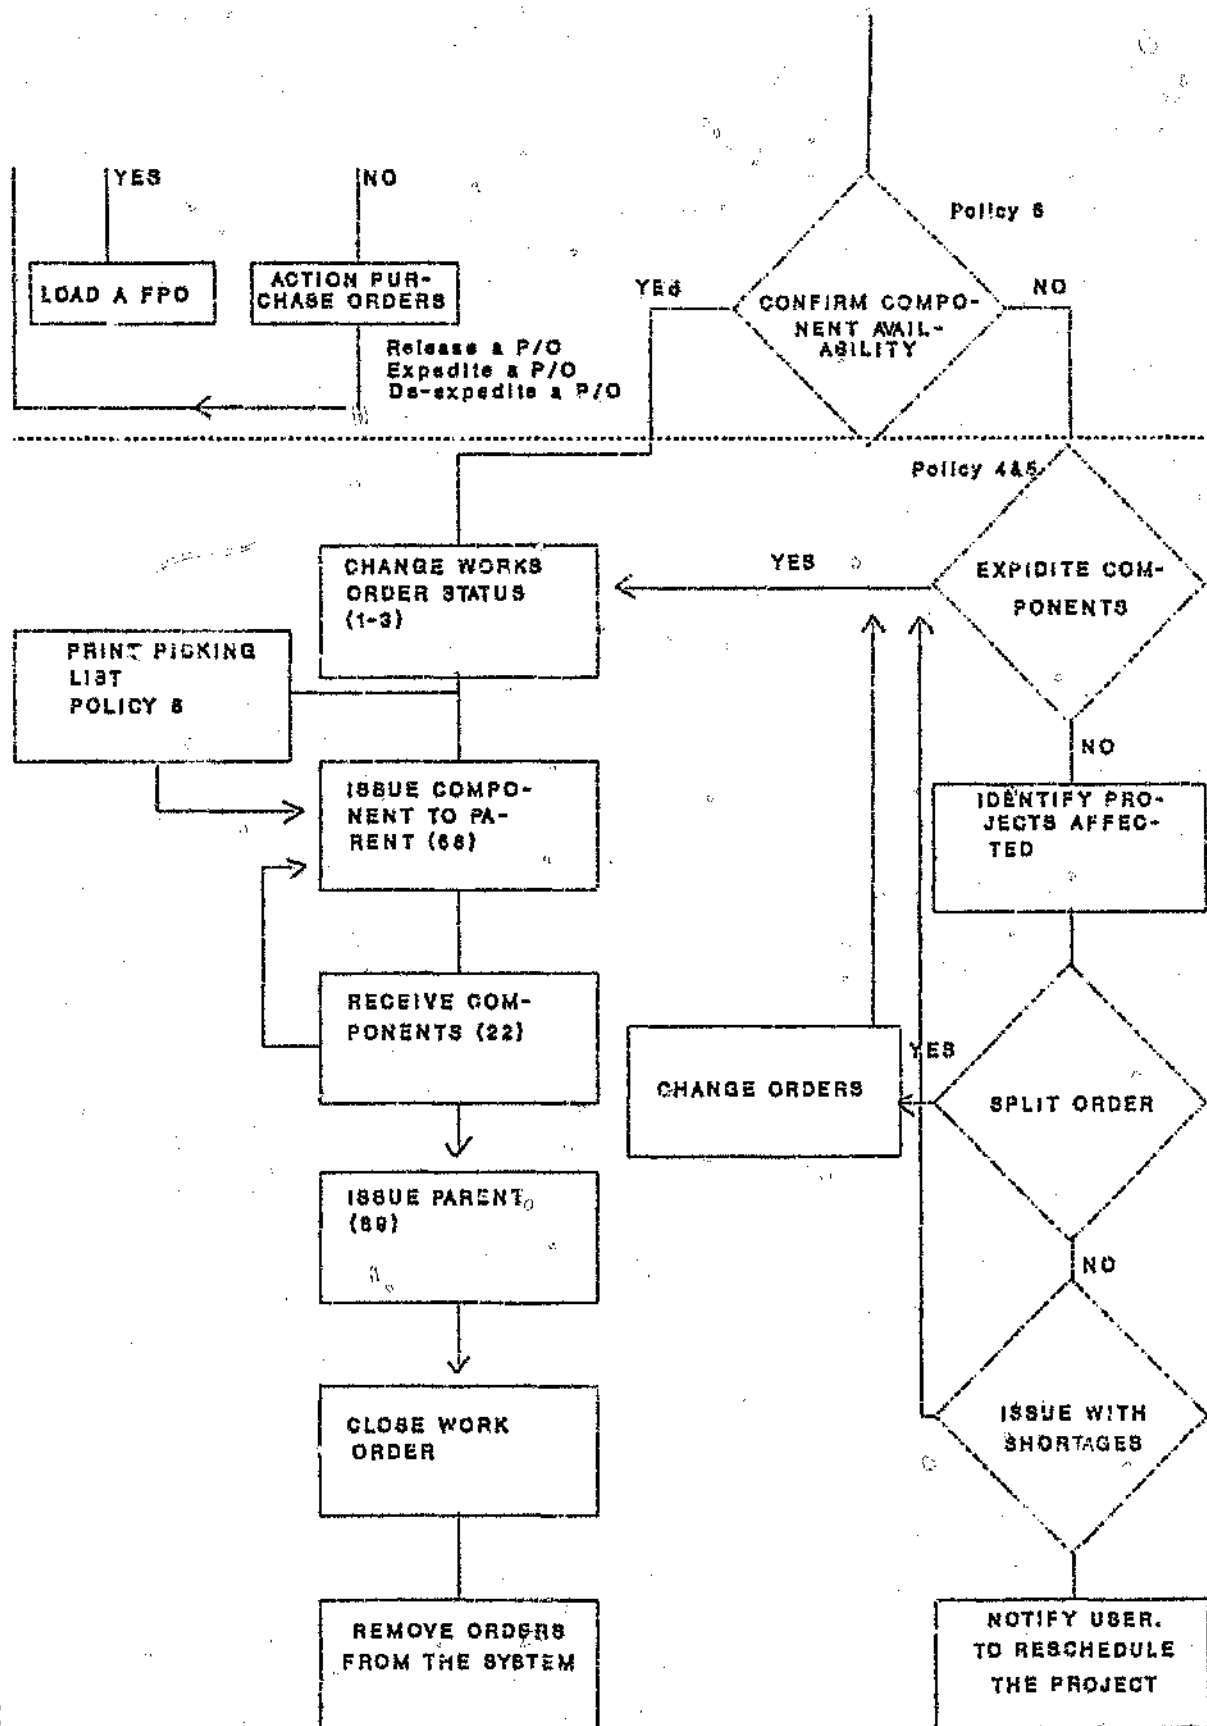 YES
NO
LOAD A FPO
ACTION PUR-
CHASE ORDERS
Release a P/O
Expedite a P/O
De-expedite a P/O
Policy 6
YES
CONFIRM COMPO-
NENT AVAIL-
ABILITY
NO
Policy 4&5
CHANGE WORKS
ORDER STATUS
(1-3)
YES
EXPIDITE COM-
PONENTS
PRINT PICKING
LIST
POLICY 6
NO
ISSUE COMPO-
NENT TO PA-
RENT (68)
IDENTIFY PRO-
JECTS AFFEC-
TED
RECEIVE COM-
PONENTS (22)
YES
CHANGE ORDERS
SPLIT ORDER
ISSUE PARENT
(69)
NO
CLOSE WORK
ORDER
ISSUE WITH
SHORTAGES
REMOVE ORDERS
FROM THE SYSTEM
NOTIFY USER.
TO RESCHEDULE
THE PROJECT